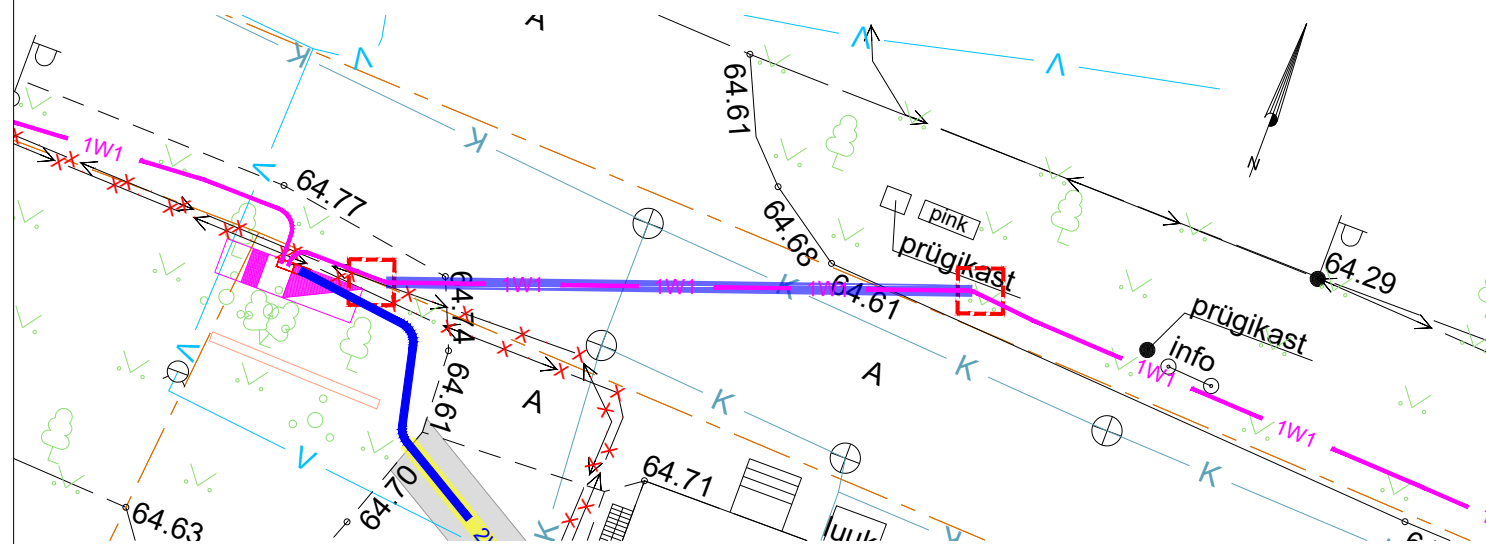 A
V
V
V
K
K
64.61
N
1W1
V
64.77
64.68
pink
prügikast
64.29
64.74
1W1
1W1
K
1W1
64.61
prügikast
info
V
A
K
1W1
64.61
K
A
1W1
V
K
64.71
64.70
64.63
luuk
K
K